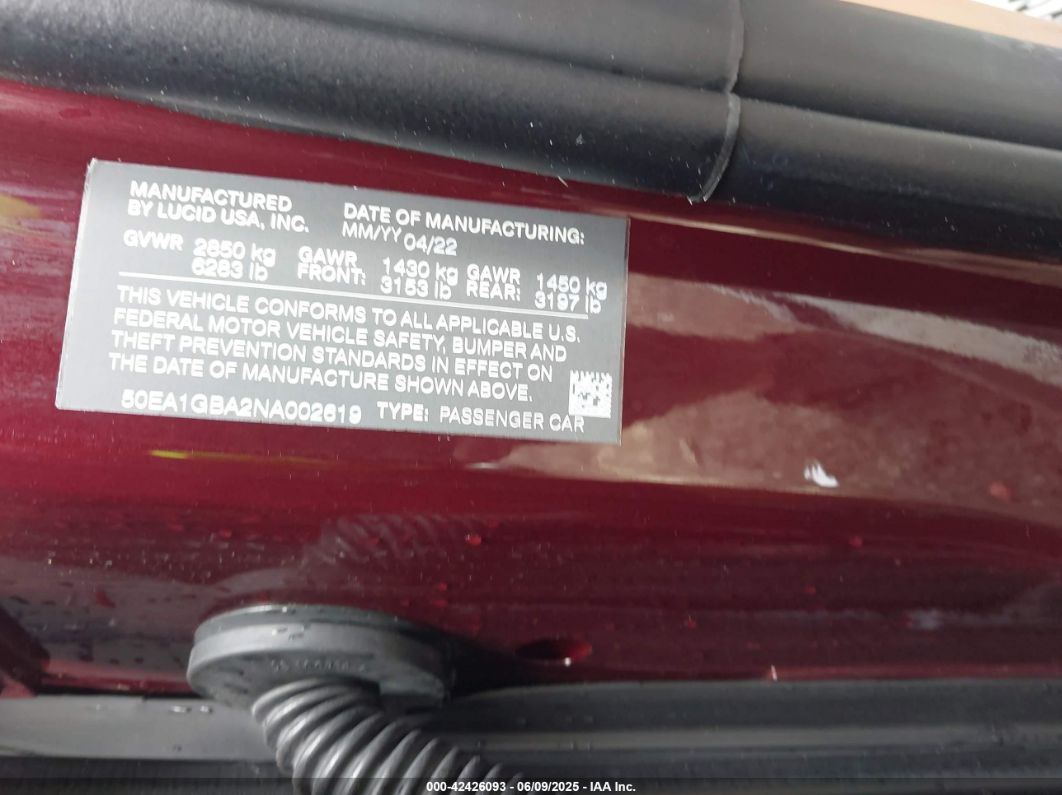 MANUFACTURED
BY LUCID USA, INC.
DATE OF MANUFACTURING:
MM/YY 04/22
GVWR 2850 kg
6283 lb
GAWR
FRONT: 1430 kg
3153 lb
GAWR
REAR: 1450 kg
3197 lb
THIS VEHICLE CONFORMS TO ALL APPLICABLE U.S.
FEDERAL MOTOR VEHICLE SAFETY, BUMPER AND
THEFT PREVENTION STANDARDS IN EFFECT ON
THE DATE OF MANUFACTURE SHOWN ABOVE.
50EA1GBA2NA002619 TYPE: PASSENGER CAR
000-42426093 - 06/09/2025 - IAA Inc.